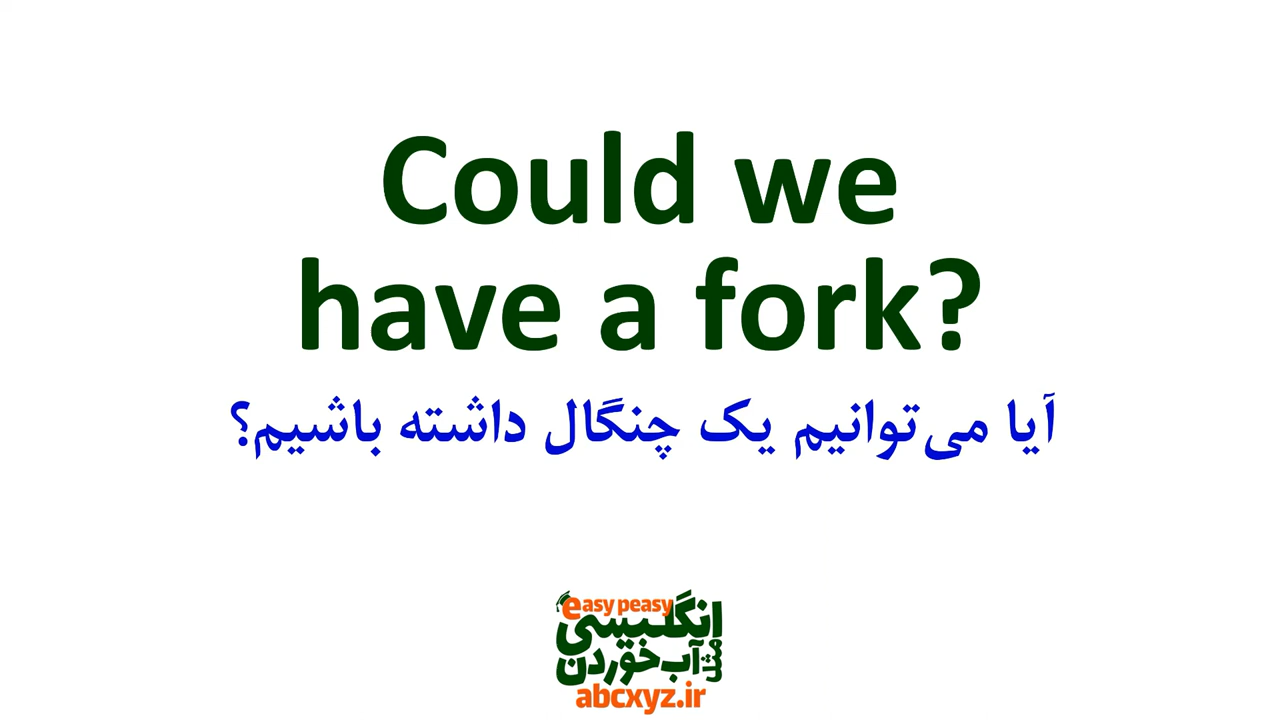 Could we
have a fork?
آیا می‌توانیم یک چنگال داشته باشیم؟
easy peasy
انگلیسی
مثل آب خوردن
abcxyz.ir